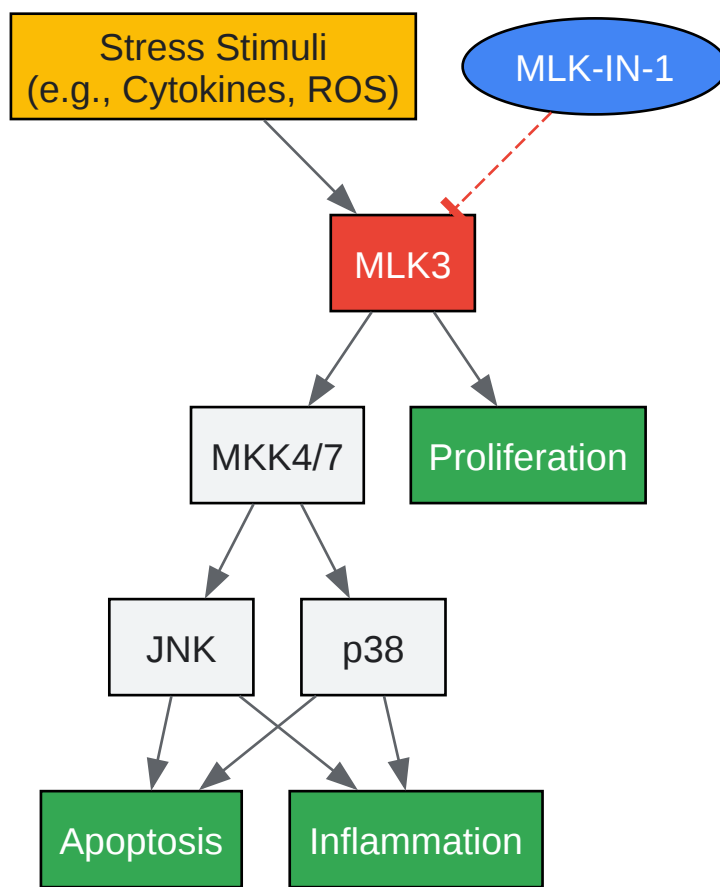 Stress Stimuli
(e.g., Cytokines, ROS)
MLK-IN-1
MLK3
MKK4/7
Proliferation
JNK
p38
Apoptosis
Inflammation